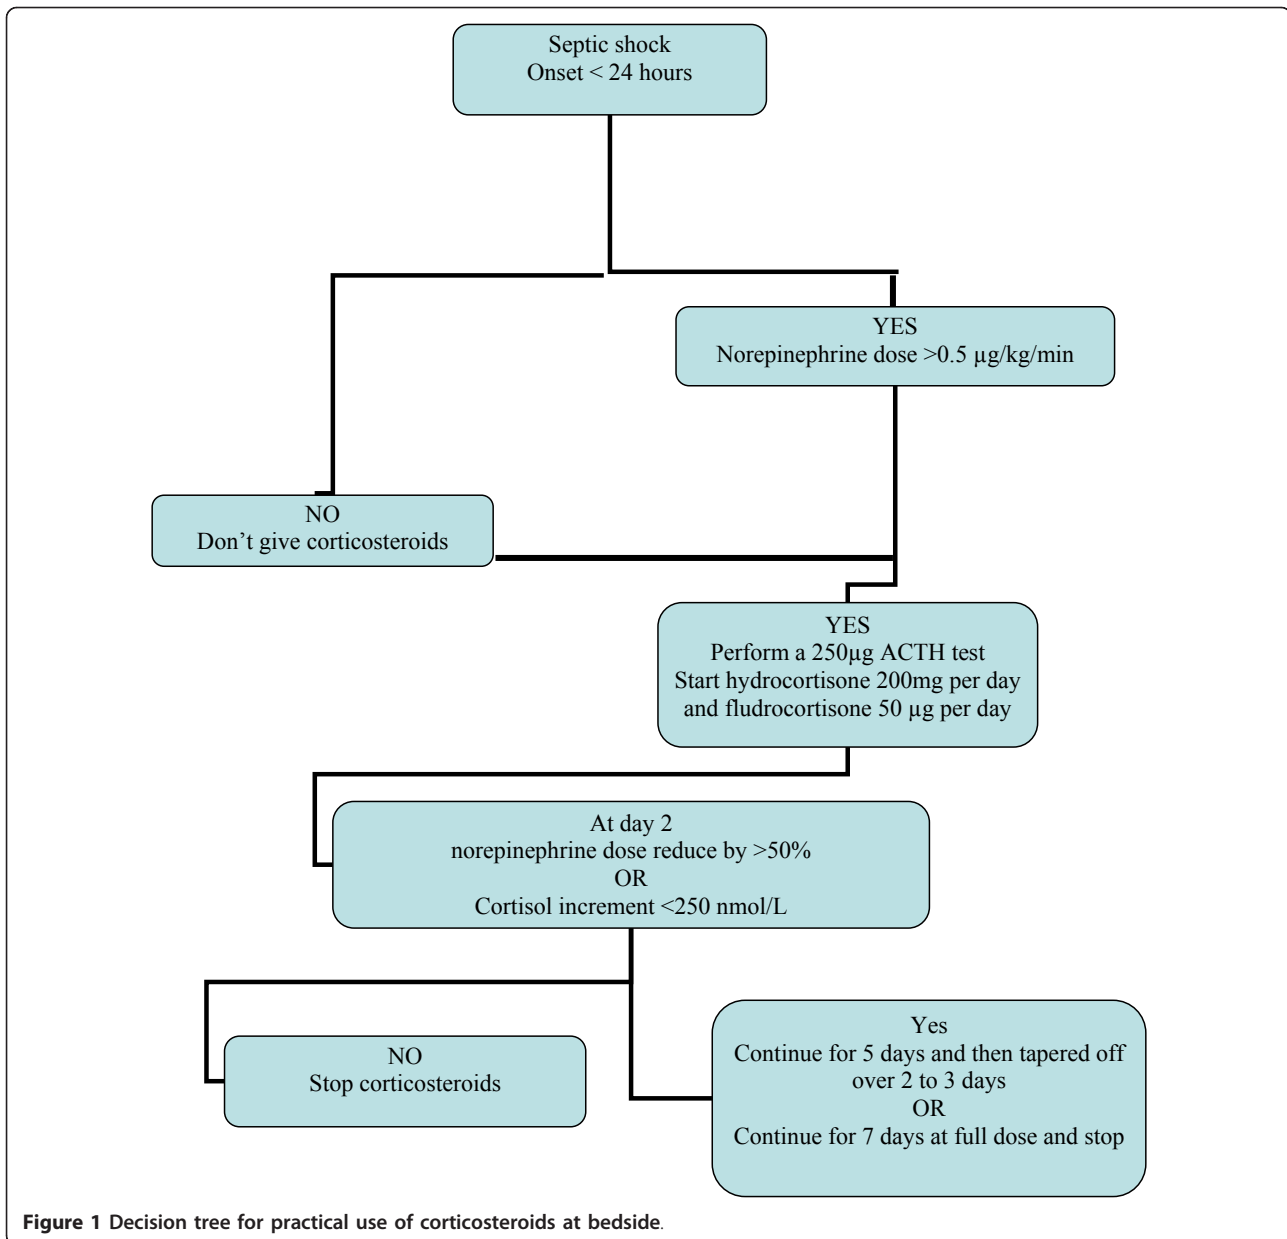 Septic shock
Onset < 24 hours
YES
Norepinephrine dose >0.5 µg/kg/min
NO
Don’t give corticosteroids
YES
Perform a 250µg ACTH test
Start hydrocortisone 200mg per day
and fludrocortisone 50 µg per day
At day 2
norepinephrine dose reduce by >50%
OR
Cortisol increment <250 nmol/L
NO
Stop corticosteroids
Yes
Continue for 5 days and then tapered off
over 2 to 3 days
OR
Continue for 7 days at full dose and stop
Figure 1 Decision tree for practical use of corticosteroids at bedside.